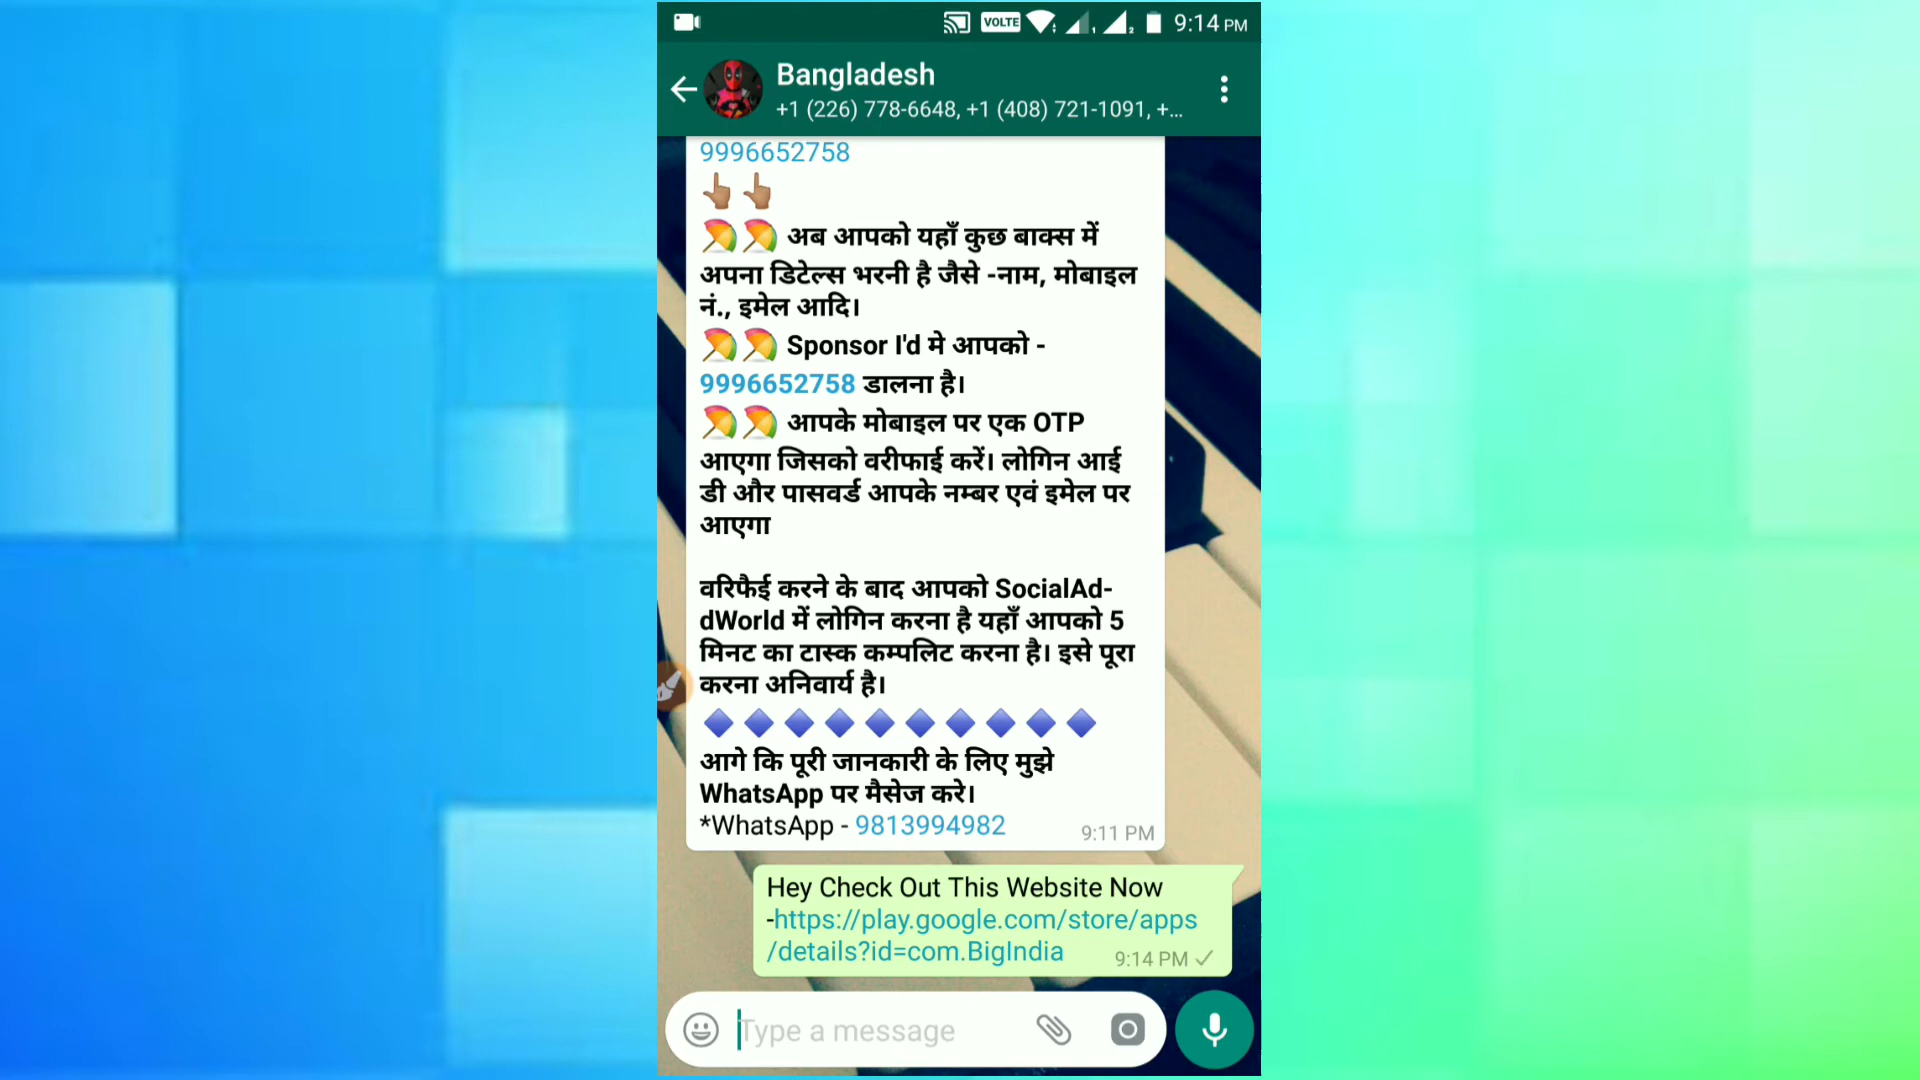 VOLTE 1 2 9:14 PM
Bangladesh
+1 (226) 778-6648, +1 (408) 721-1091, +...
9996652758
अब आपको यहाँ कुछ बाक्स में
अपना डिटेल्स भरनी है जैसे -नाम, मोबाइल
नं., इमेल आदि।
Sponsor I'd मे आपको -
9996652758 डालना है।
आपके मोबाइल पर एक OTP
आएगा जिसको वरीफाई करें। लोगिन आई
डी और पासवर्ड आपके नम्बर एवं इमेल पर
आएगा
वरिफैई करने के बाद आपको SocialAd-
dWorld में लोगिन करना है यहाँ आपको 5
मिनट का टास्क कम्पलिट करना है। इसे पूरा
करना अनिवार्य है।
आगे कि पूरी जानकारी के लिए मुझे
WhatsApp पर मैसेज करे।
*WhatsApp - 9813994982
9:11 PM
Hey Check Out This Website Now
-https://play.google.com/store/apps
/details?id=com.BigIndia
9:14 PM
Type a message